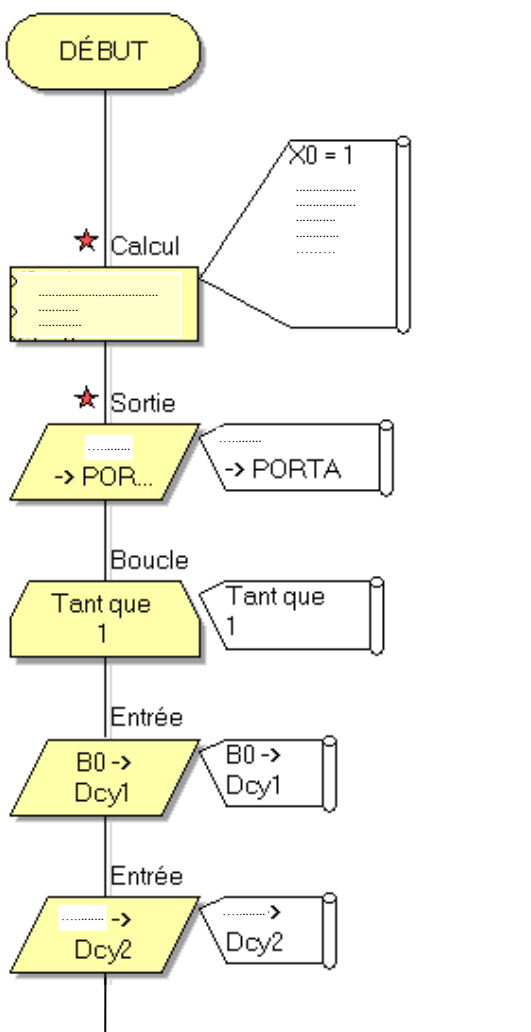 DÉBUT
X0 = 1
Calcul
Sortie
-> POR...
-> PORTA
Boucle
Tant que
1
Tant que
1
Entrée
B0 ->
Dcy1
B0 ->
Dcy1
Entrée
->
Dcy2
->
Dcy2